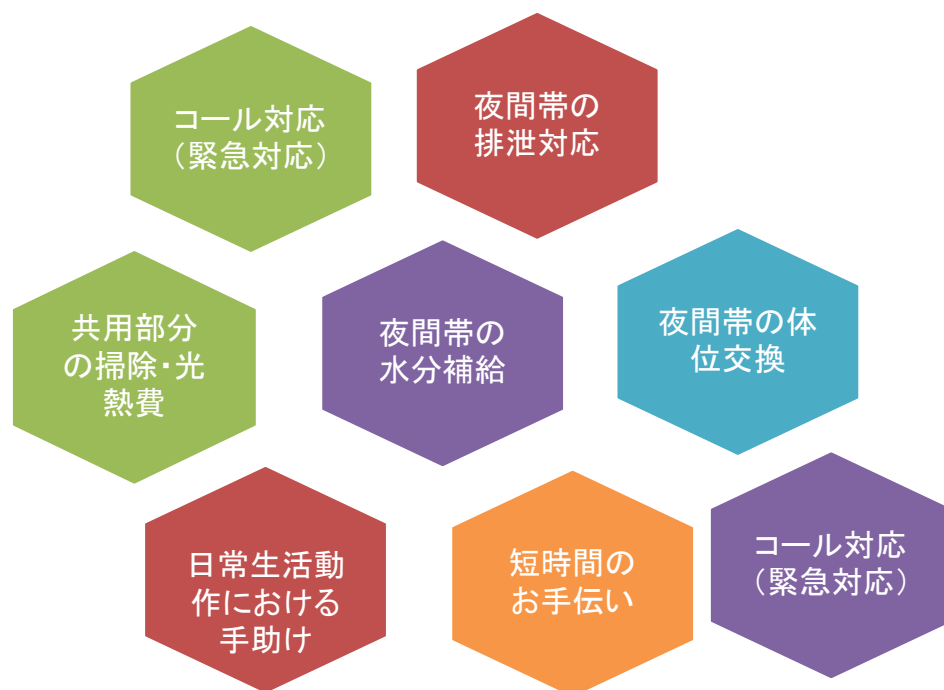 コール対応
（緊急対応）
夜間帯の
排泄対応
共用部分
の掃除・光
熱費
夜間帯の
水分補給
夜間帯の体
位交換
日常生活動
作における
手助け
短時間の
お手伝い
コール対応
（緊急対応）